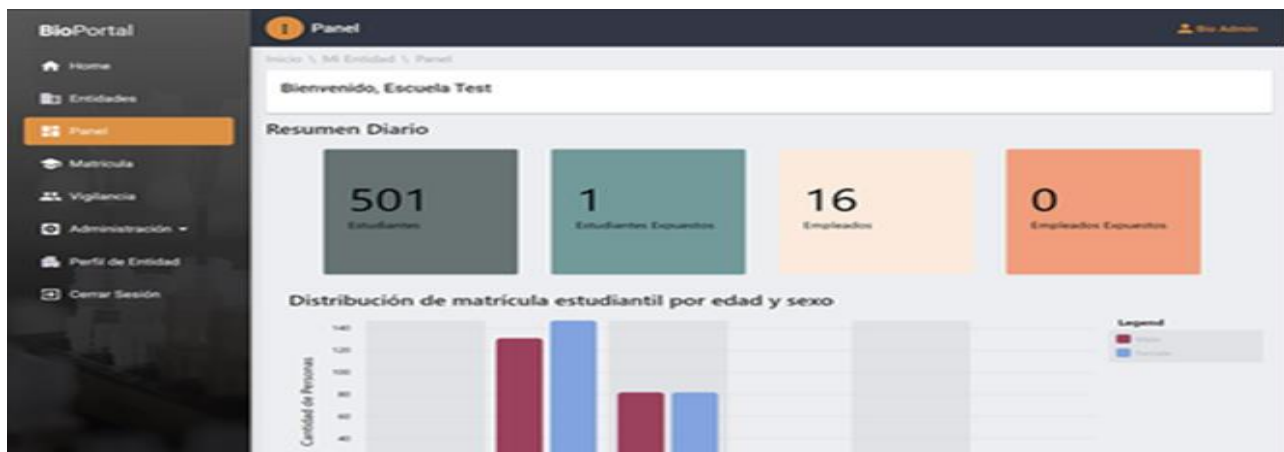 BioPortal
Home
Entidades
Panel
Matrícula
Vigilancia
Administración
Perfil de Entidad
Cerrar Sesión
Panel
Bio Admin
Inicio \ Mi Entidad \ Panel
Bienvenido, Escuela Test
Resumen Diario
501
Estudiantes
1
Estudiantes Expuestos
16
Empleados
0
Empleados Expuestos
Distribución de matrícula estudiantil por edad y sexo
Cantidad de Personas
140
120
100
80
60
40
Legend